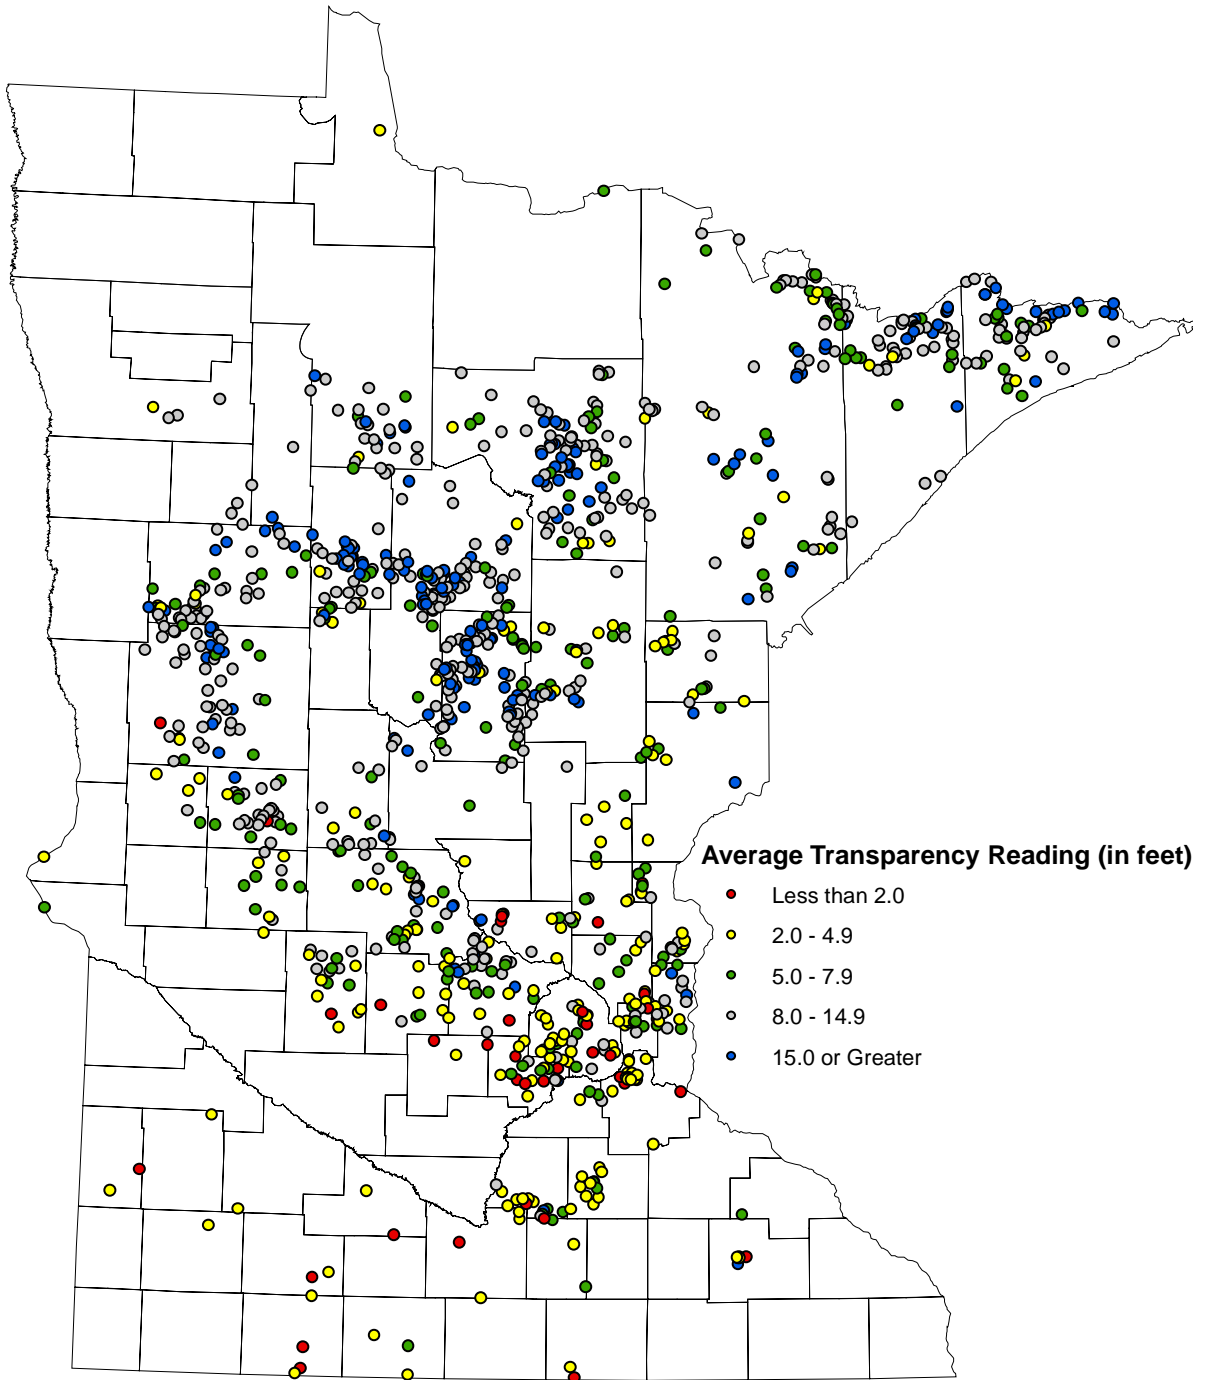 Average Transparency Reading (in feet)
Less than 2.0
2.0 - 4.9
5.0 - 7.9
8.0 - 14.9
15.0 or Greater